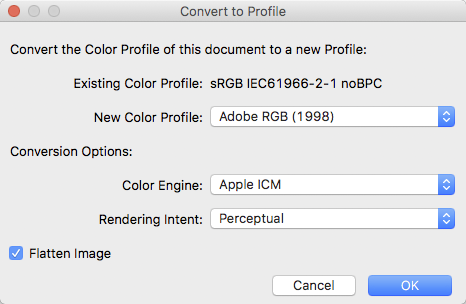 Convert to Profile
Convert the Color Profile of this document to a new Profile:
Existing Color Profile: sRGB IEC61966-2-1 noBPC
New Color Profile: Adobe RGB (1998)
Conversion Options:
Color Engine: Apple ICM
Rendering Intent: Perceptual
Flatten Image
Cancel OK